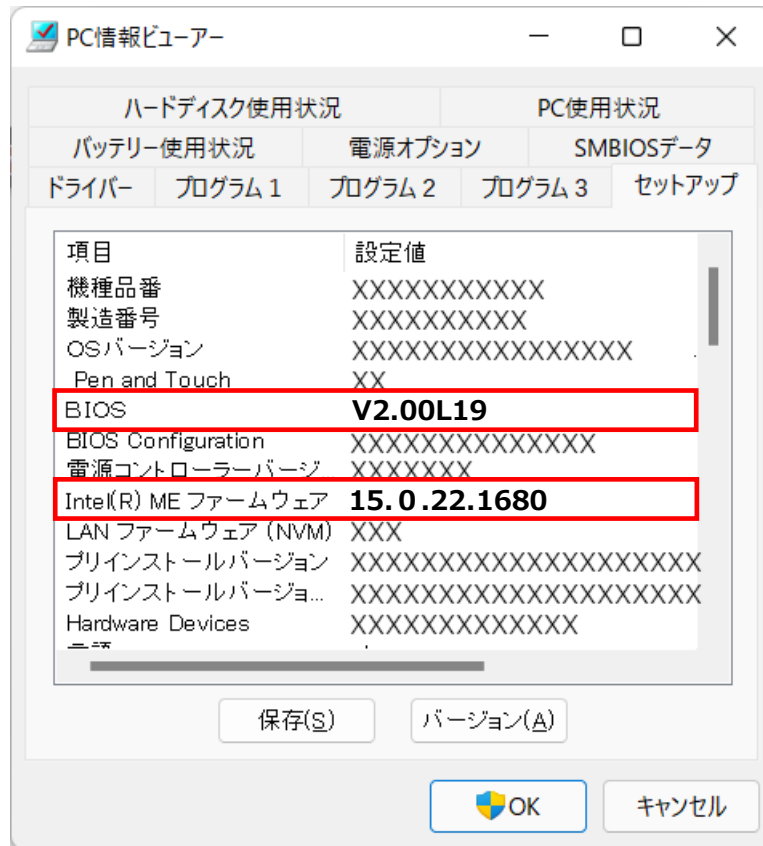 PC情報ビューアー
ハードディスク使用状況 PC使用状況
バッテリー使用状況 電源オプション SMBIOSデータ
ドライバー プログラム 1 プログラム 2 プログラム 3 セットアップ
項目 設定値
機種品番 XXXXXXXXXXX
製造番号 XXXXXXXXXX
OSバージョン XXXXXXXXXXXXXXXX .
Pen and Touch XX
BIOS V2.00L19
BIOS Configuration XXXXXXXXXXXXXX
電源コントローラーバージ... XXXXXXX
Intel(R) ME ファームウェア 15.0.22.1680
LAN ファームウェア (NVM) XXX
プリインストールバージョン XXXXXXXXXXXXXXXXXXXX
プリインストールバージョ... XXXXXXXXXXXXXXXXXXXX
Hardware Devices XXXXXXXXXXXXX
保存(S) バージョン(A)
OK キャンセル